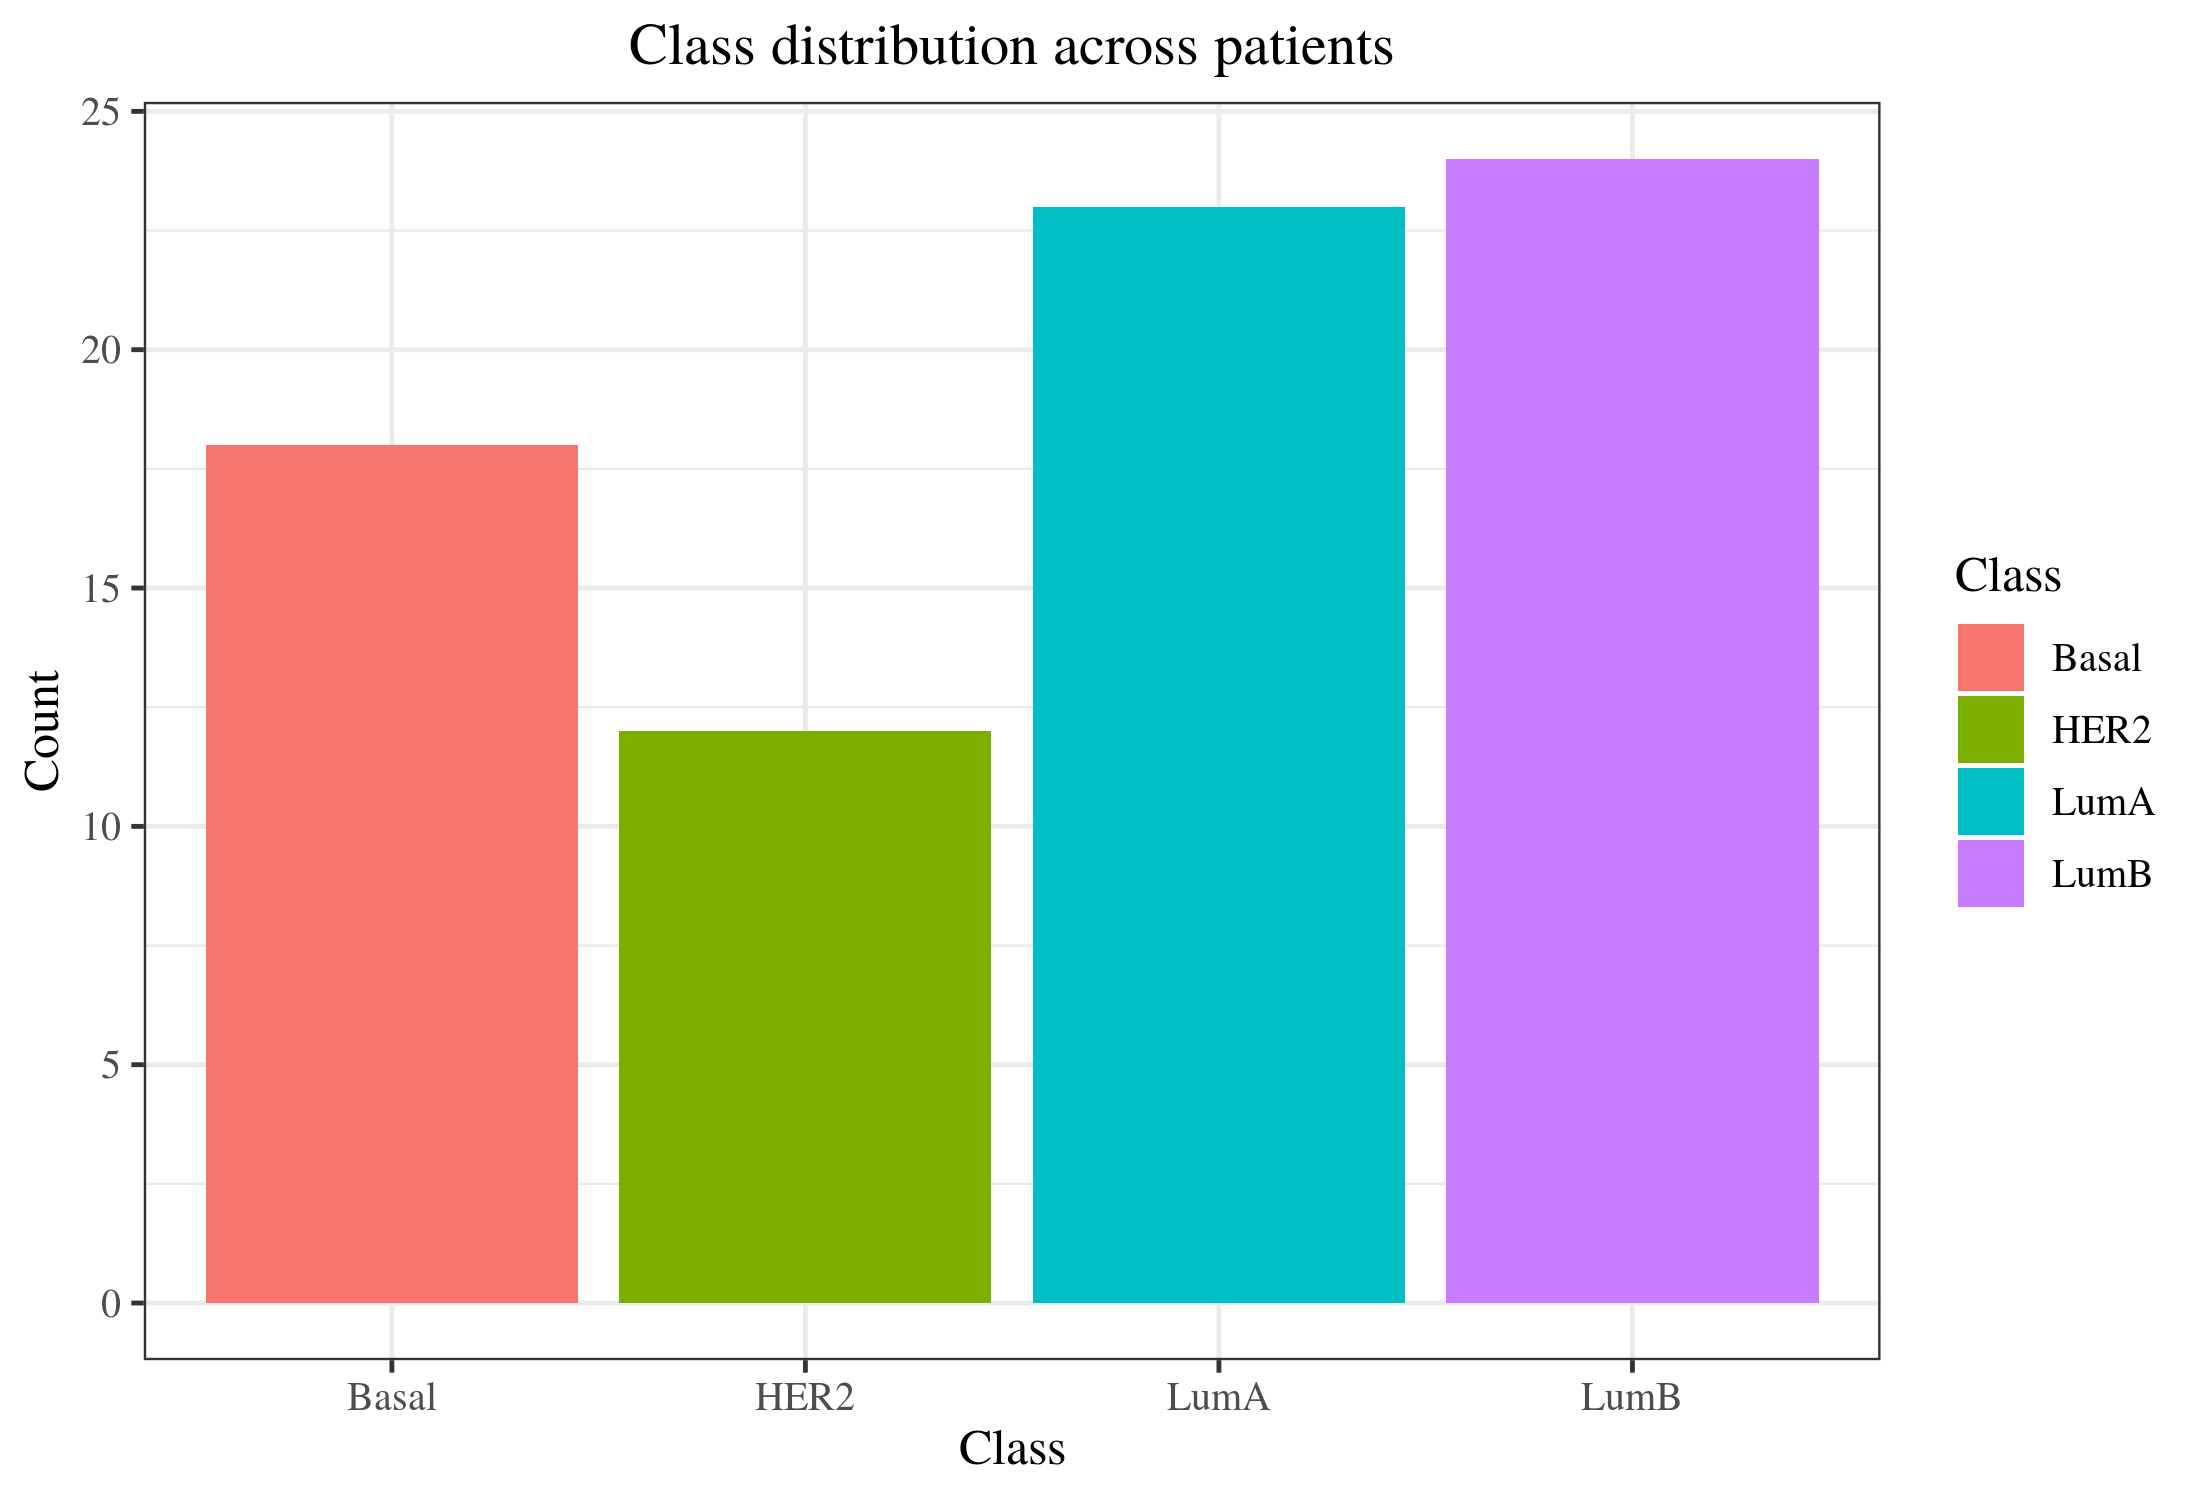 Class distribution across patients
25
20
15
10
5
0
Count
Basal
HER2
LumA
LumB
Class
Class
Basal
HER2
LumA
LumB